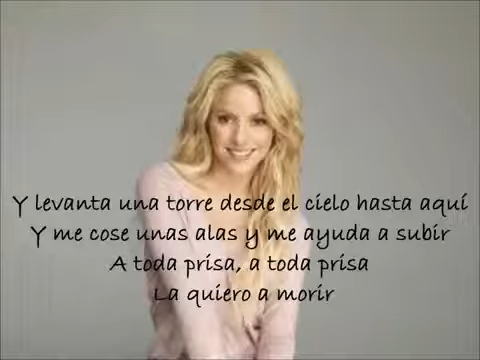 Y levanta una torre desde el cielo hasta aquí
Y me cose unas alas y me ayuda a subir
A toda prisa, a toda prisa
La quiero a morir